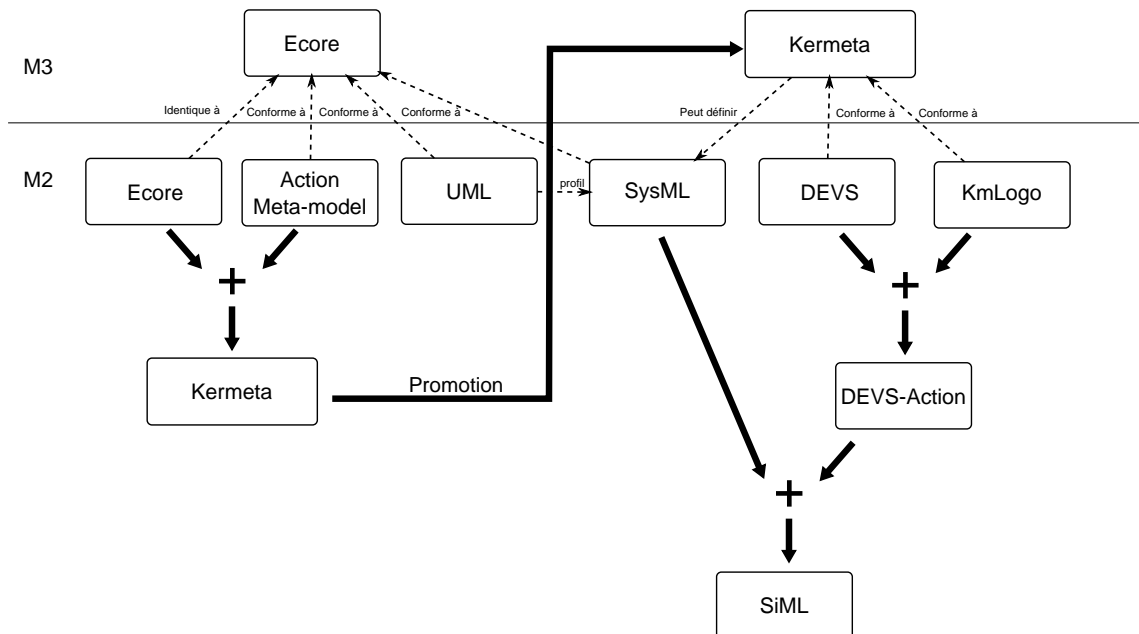 Ecore
Kermeta
M3
Identique à
Conforme à
Conforme à
Conforme à
Peut définir
Conforme à
Conforme à
M2
Ecore
Action
Meta-model
UML
profil
SysML
DEVS
KmLogo
Kermeta
Promotion
DEVS-Action
SiML